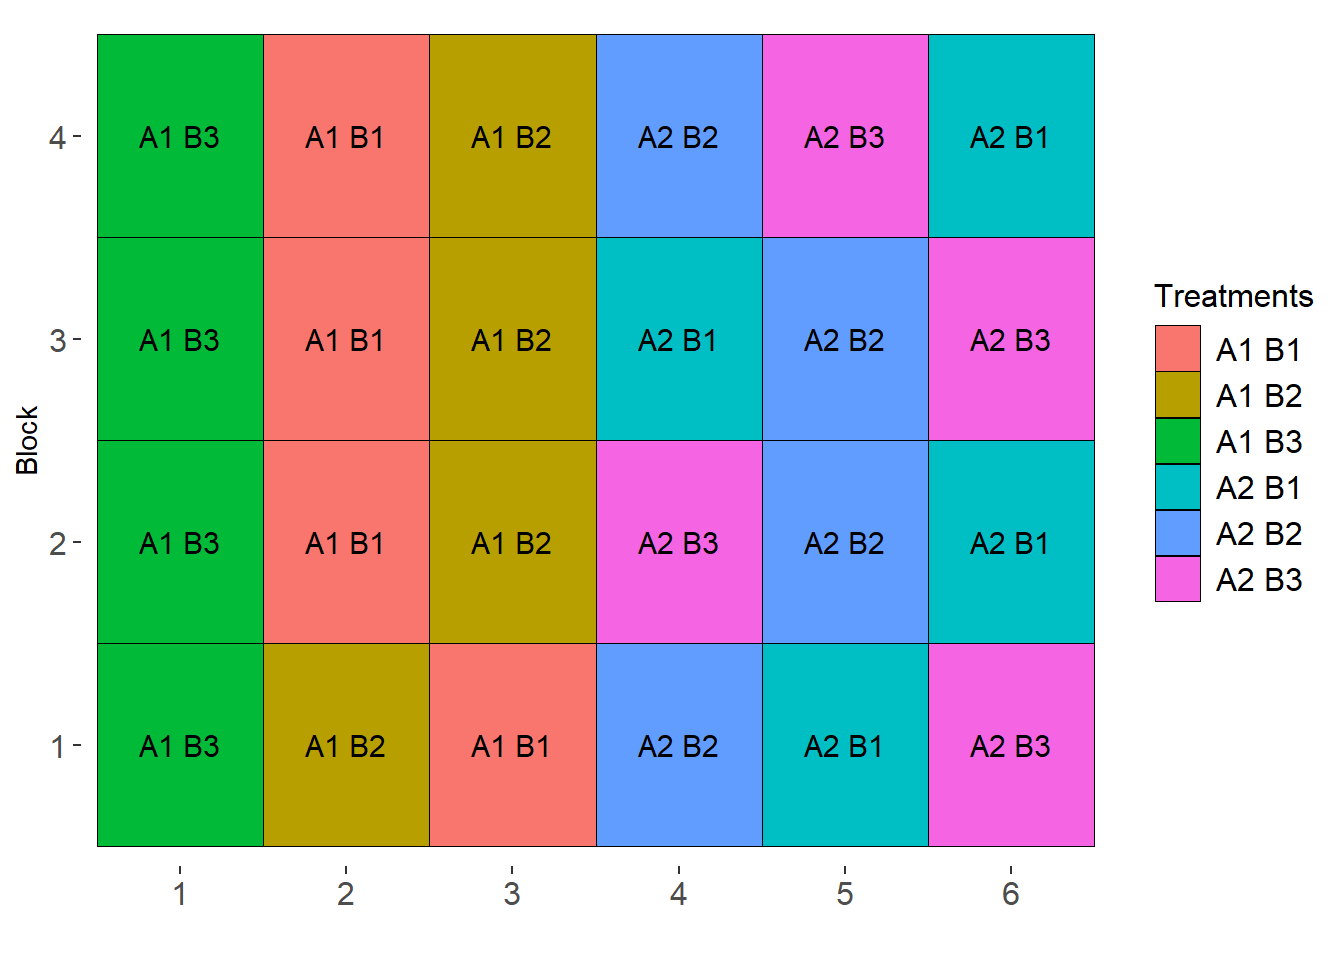 4
A1 B3 A1 B1 A1 B2 A2 B2 A2 B3 A2 B1
3
A1 B3 A1 B1 A1 B2 A2 B1 A2 B2 A2 B3
Block
2
A1 B3 A1 B1 A1 B2 A2 B3 A2 B2 A2 B1
1
A1 B3 A1 B2 A1 B1 A2 B2 A2 B1 A2 B3
1 2 3 4 5 6
Treatments
A1 B1
A1 B2
A1 B3
A2 B1
A2 B2
A2 B3